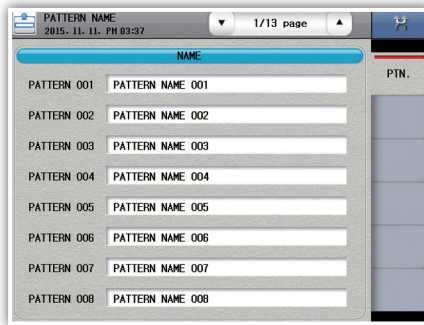 PATTERN NAME
2015. 11. 11. PM 03:37
▼ 1/13 page ▲
NAME
PATTERN 001 PATTERN NAME 001
PATTERN 002 PATTERN NAME 002
PATTERN 003 PATTERN NAME 003
PATTERN 004 PATTERN NAME 004
PATTERN 005 PATTERN NAME 005
PATTERN 006 PATTERN NAME 006
PATTERN 007 PATTERN NAME 007
PATTERN 008 PATTERN NAME 008
PTN.